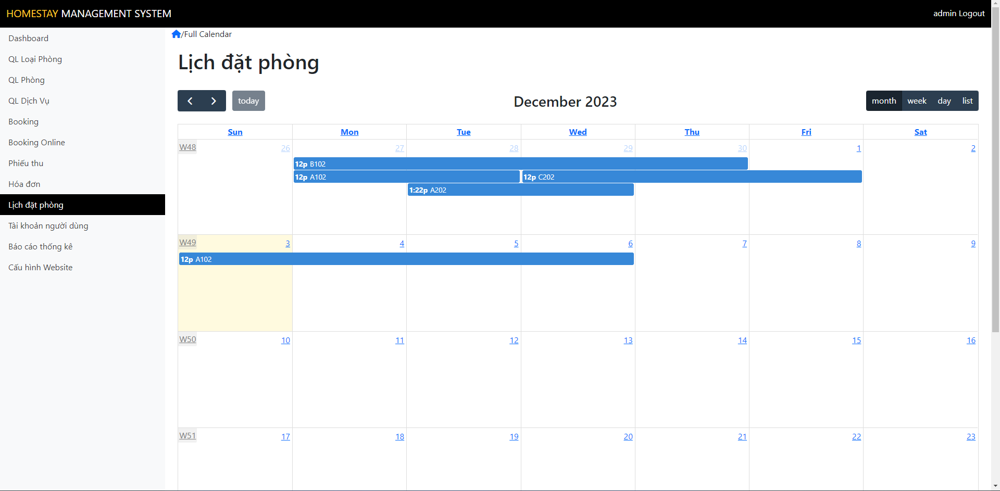 HOMESTAY MANAGEMENT SYSTEM
admin Logout
Dashboard
QL Loại Phòng
QL Phòng
QL Dịch Vụ
Booking
Booking Online
Phiếu thu
Hóa đơn
Lịch đặt phòng
Tài khoản người dùng
Báo cáo thống kê
Cấu hình Website
/Full Calendar
Lịch đặt phòng
today
December 2023
month week day list
Sun Mon Tue Wed Thu Fri Sat
W48 26 27 28 29 30 1 2
12p B102
12p A102 12p C202
1:22p A202
W49 3 4 5 6 7 8 9
12p A102
W50 10 11 12 13 14 15 16
W51 17 18 19 20 21 22 23